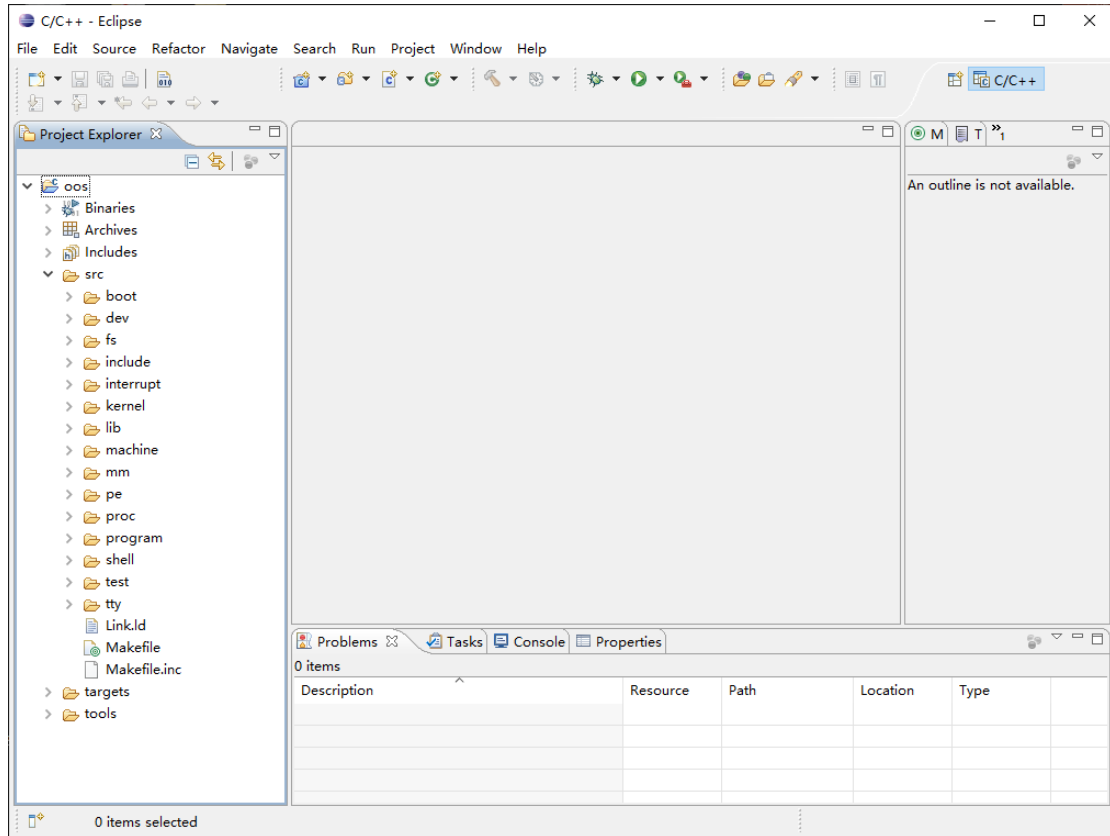 C/C++ - Eclipse
File Edit Source Refactor Navigate Search Run Project Window Help
010
C/C++
Project Explorer
M T »1
oos
An outline is not available.
Binaries
Archives
Includes
src
boot
dev
fs
include
interrupt
kernel
lib
machine
mm
pe
proc
program
shell
test
tty
Link.ld
Makefile
Makefile.inc
targets
tools
Problems Tasks Console Properties
0 items
Description Resource Path Location Type
0 items selected